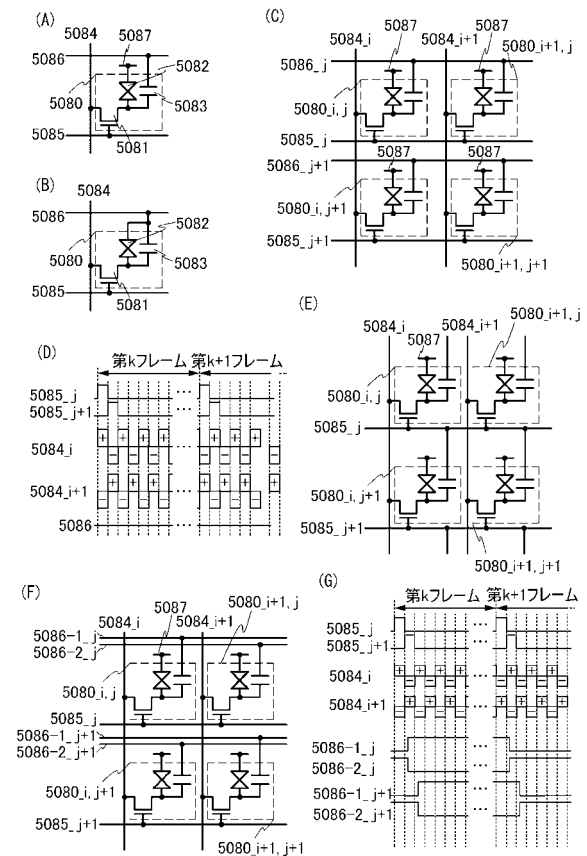 (A)
5084
5087
5086
5082
5080
5083
5085
5081
(B)
5084
5086
5082
5080
5083
5085
5081
(C)
5087 5087
5084_i 5084_i+1 5080_i+1, j
5086_j
5080_i, j
5085_j
5086_j+1 5087 5087
5080_i, j+1
5085_j+1
5080_i+1, j+1
(D)
第kフレーム 第k+1フレーム
5085_j
5085_j+1
5084_i
+ + + + + + + +
− − − − − − − −
5084_i+1
+ + + + + + + +
− − − − − − − −
5086
(E)
5080_i+1, j
5084_i 5084_i+1
5087
5080_i, j
5085_j
5080_i, j+1
5085_j+1
5080_i+1, j+1
(F)
5080_i+1, j
5084_i 5087 5084_i+1
5086-1_j
5086-2_j
5080_i, j
5085_j
5086-1_j+1
5086-2_j+1
5080_i, j+1
5085_j+1
5080_i+1, j+1
(G)
第kフレーム 第k+1フレーム
5085_j
5085_j+1
5084_i
+ + + + + + + +
− − − − − − − −
5084_i+1
+ + + + + + + +
− − − − − − − −
5086-1_j
5086-2_j
5086-1_j+1
5086-2_j+1